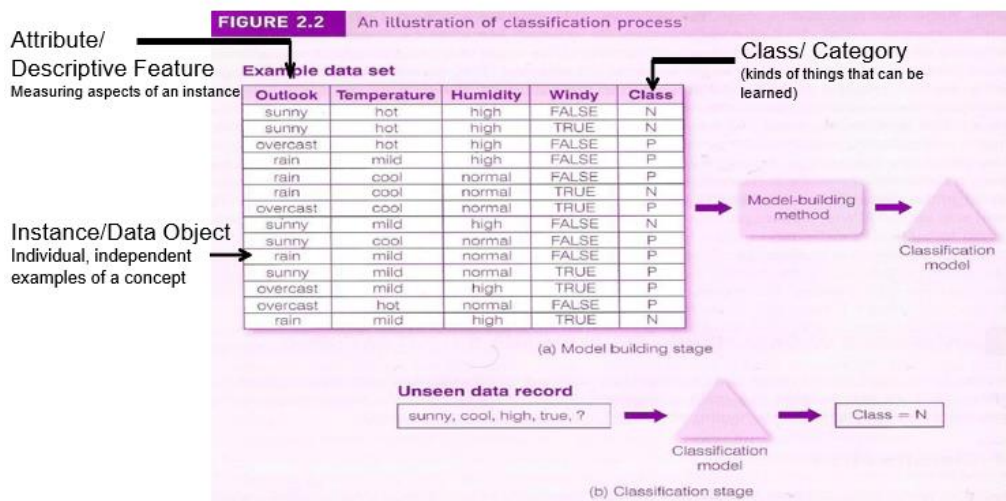 FIGURE 2.2 An illustration of classification process
Attribute/
Descriptive Feature
Measuring aspects of an instance
Class/ Category
(kinds of things that can be
learned)
Example data set
Outlook Temperature Humidity Windy Class
sunny hot high FALSE N
sunny hot high TRUE N
overcast hot high FALSE P
rain mild high FALSE P
rain cool normal FALSE P
rain cool normal TRUE N
overcast cool normal TRUE P
sunny mild high FALSE N
sunny cool normal FALSE P
rain mild normal FALSE P
sunny mild normal TRUE P
overcast mild high TRUE P
overcast hot normal FALSE P
rain mild high TRUE N
Instance/Data Object
Individual, independent
examples of a concept
Model-building
method
Classification
model
(a) Model building stage
Unseen data record
sunny, cool, high, true, ?
Classification
model
Class = N
(b) Classification stage